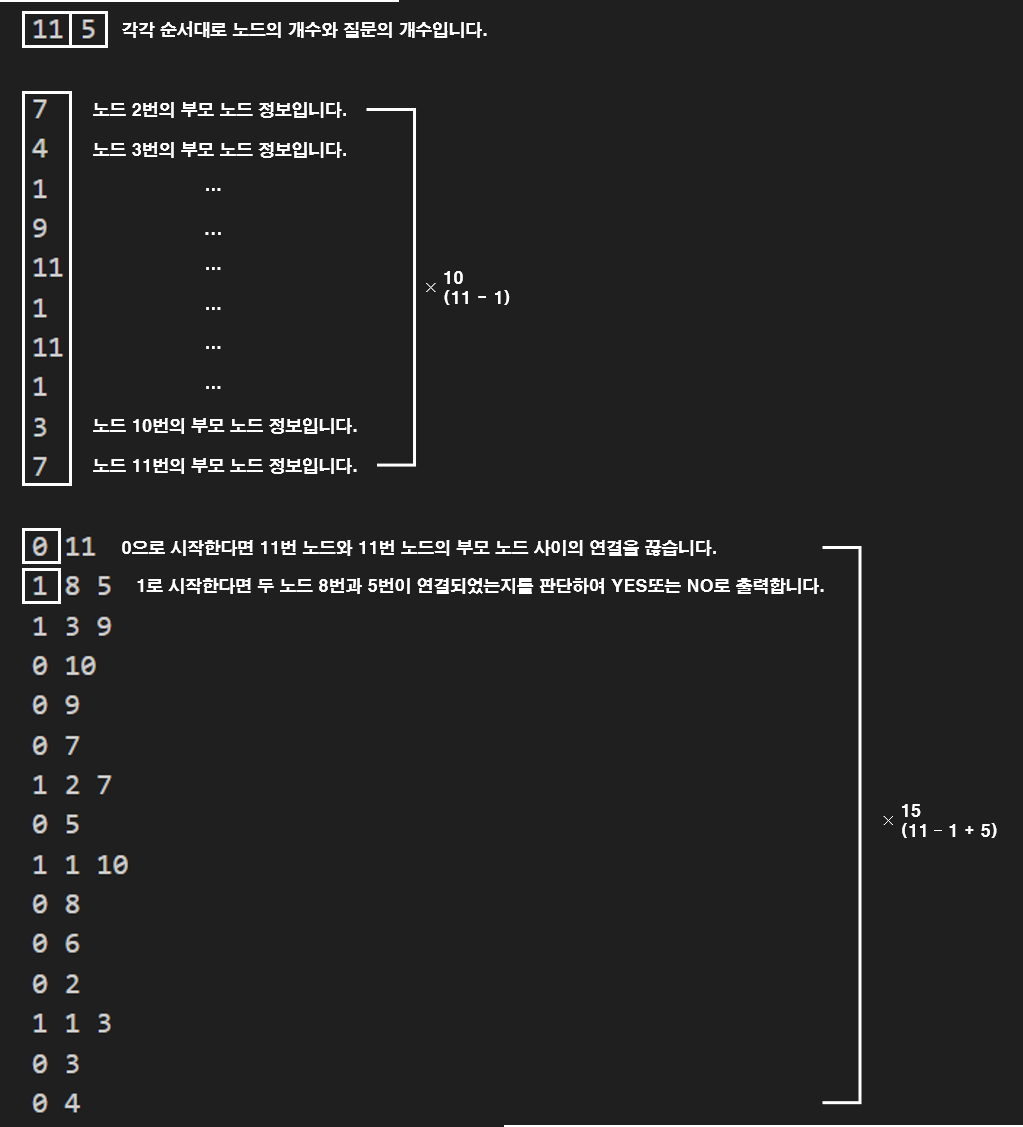 11 5 각각 순서대로 노드의 개수와 질문의 개수입니다.
7 노드 2번의 부모 노드 정보입니다.
4 노드 3번의 부모 노드 정보입니다.
1 ...
9 ...
11 ...
× 10
(11 - 1)
1 ...
11 ...
1 ...
3 노드 10번의 부모 노드 정보입니다.
7 노드 11번의 부모 노드 정보입니다.
0 11 0으로 시작한다면 11번 노드와 11번 노드의 부모 노드 사이의 연결을 끊습니다.
1 8 5 1로 시작한다면 두 노드 8번과 5번이 연결되었는지를 판단하여 YES또는 NO로 출력합니다.
1 3 9
0 10
0 9
0 7
1 2 7
0 5
× 15
(11 - 1 + 5)
1 1 10
0 8
0 6
0 2
1 1 3
0 3
0 4